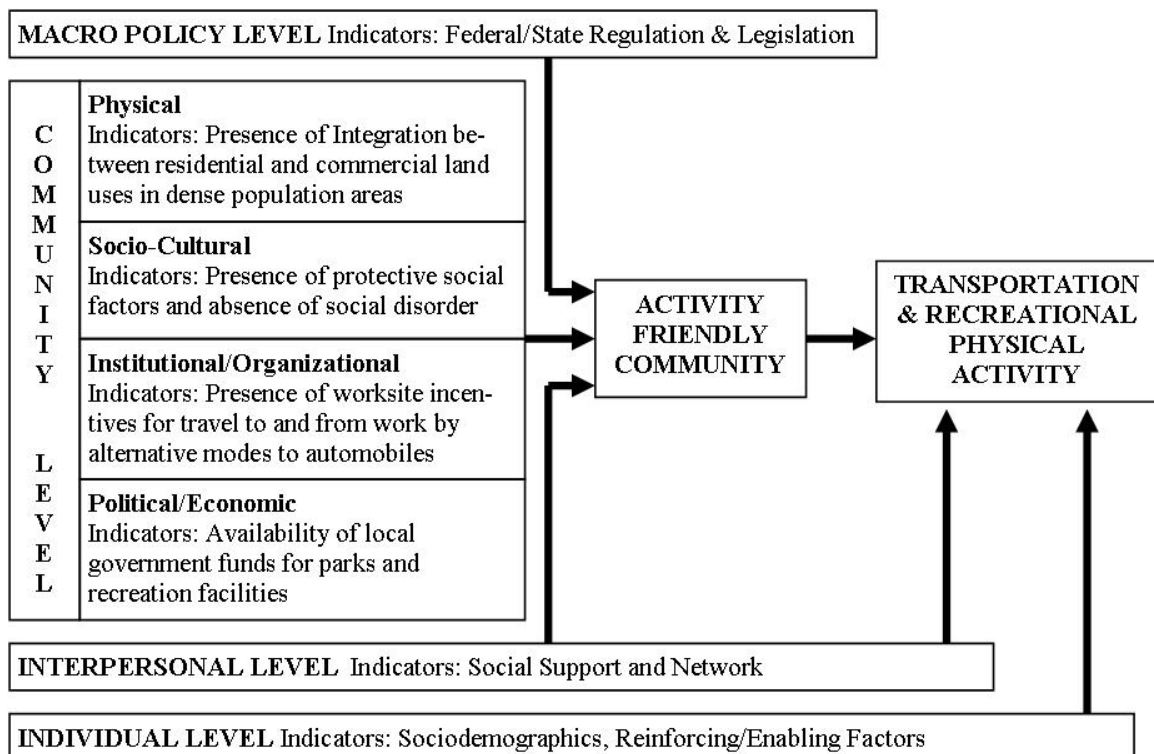 MACRO POLICY LEVEL Indicators: Federal/State Regulation & Legislation
COMMUNITY LEVEL
Physical
Indicators: Presence of Integration be-
tween residential and commercial land
uses in dense population areas
Socio-Cultural
Indicators: Presence of protective social
factors and absence of social disorder
Institutional/Organizational
Indicators: Presence of worksite incen-
tives for travel to and from work by
alternative modes to automobiles
Political/Economic
Indicators: Availability of local
government funds for parks and
recreation facilities
ACTIVITY
FRIENDLY
COMMUNITY
TRANSPORTATION
& RECREATIONAL
PHYSICAL
ACTIVITY
INTERPERSONAL LEVEL Indicators: Social Support and Network
INDIVIDUAL LEVEL Indicators: Sociodemographics, Reinforcing/Enabling Factors